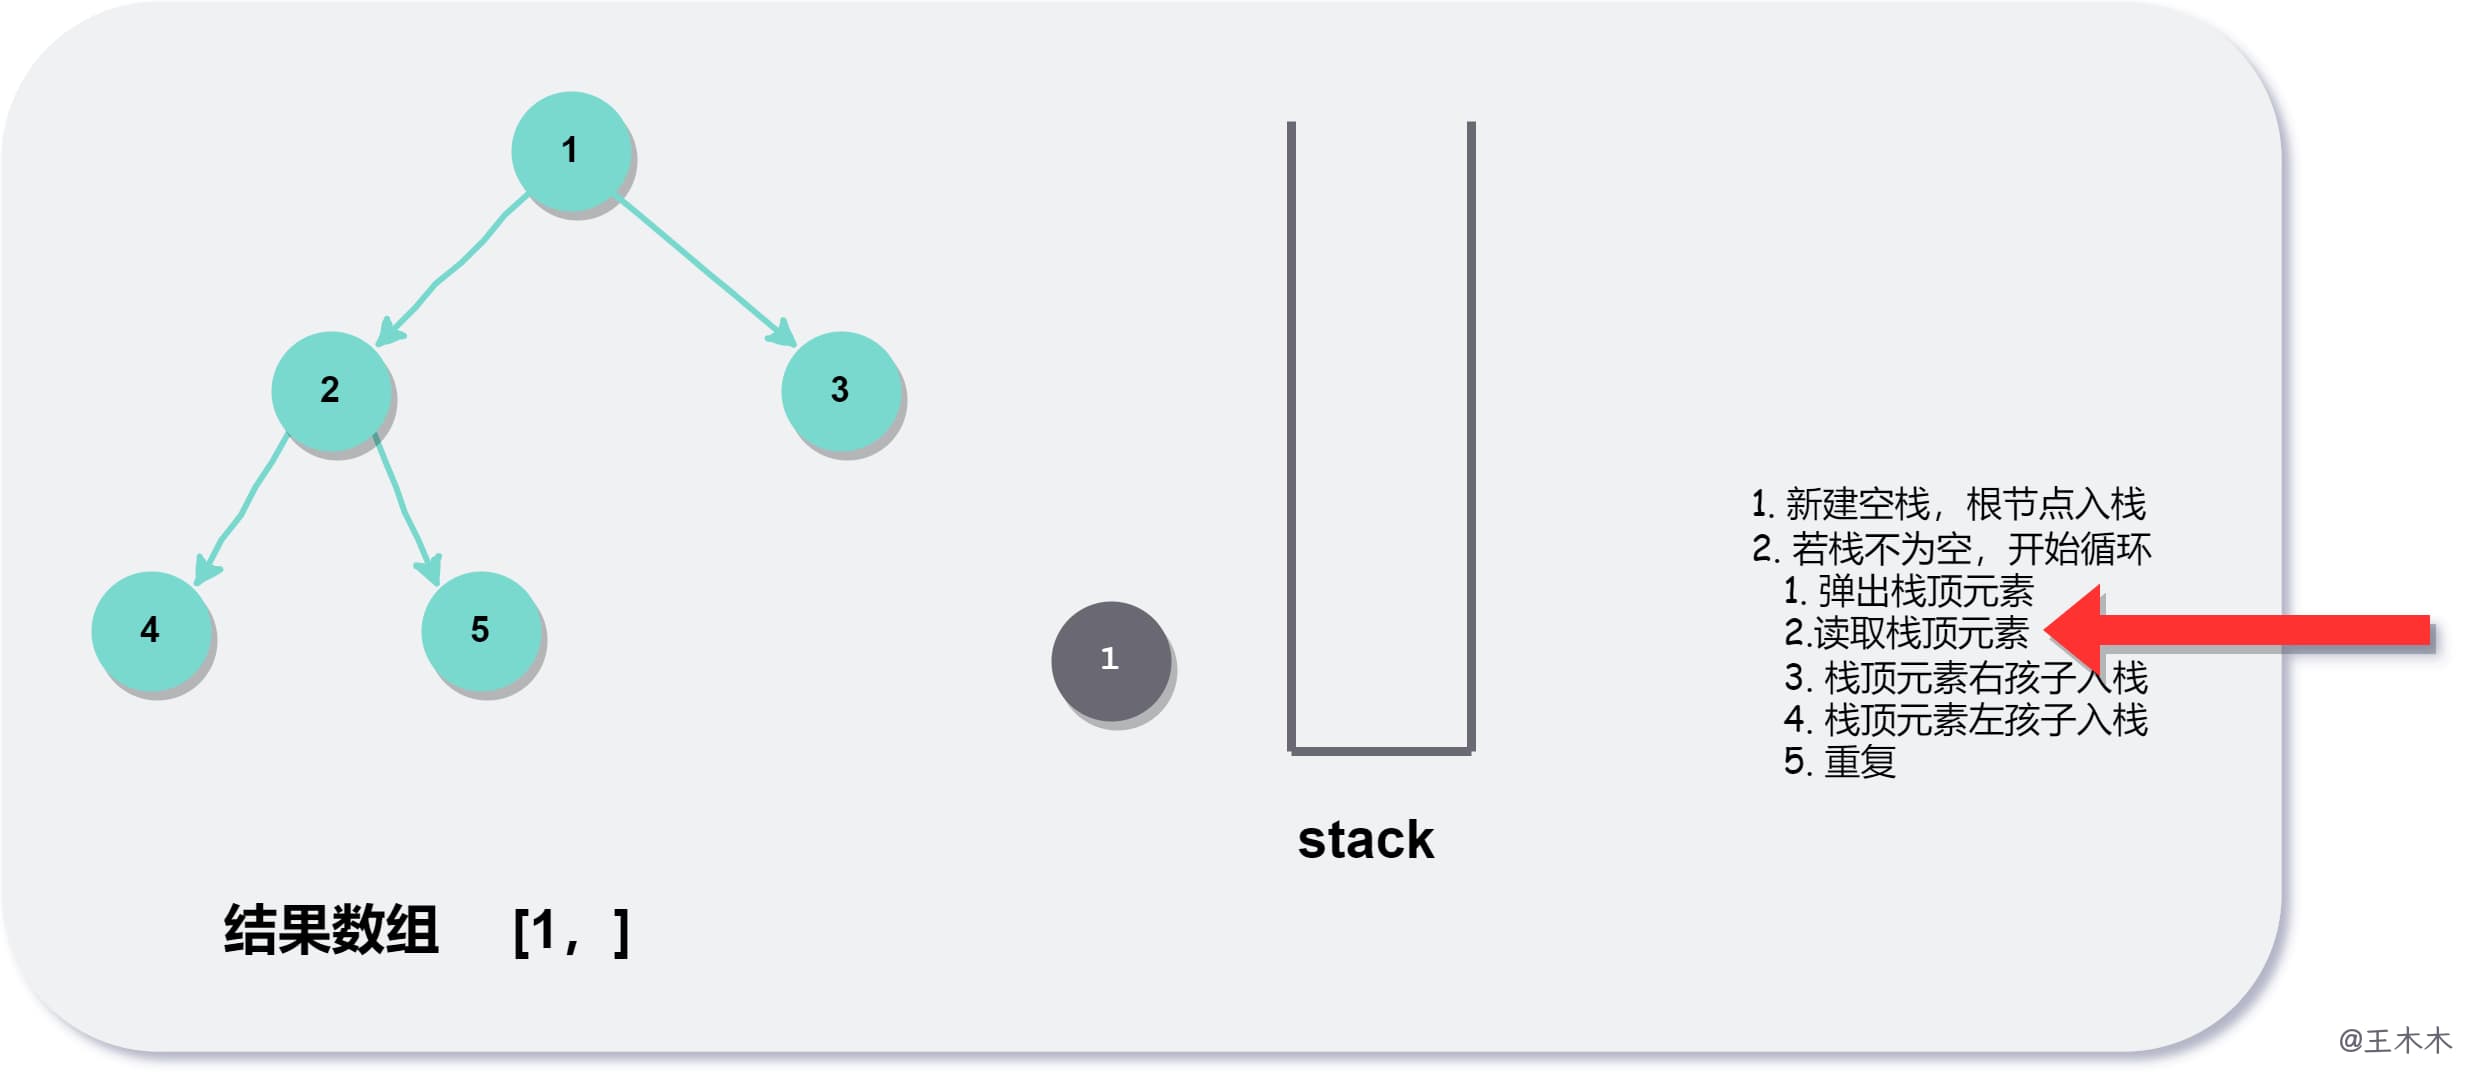 1
2
3
4
5
1
stack
1. 新建空栈，根节点入栈
2. 若栈不为空，开始循环
1. 弹出栈顶元素
2.读取栈顶元素
3. 栈顶元素右孩子入栈
4. 栈顶元素左孩子入栈
5. 重复
结果数组 [1， ]
@王木木